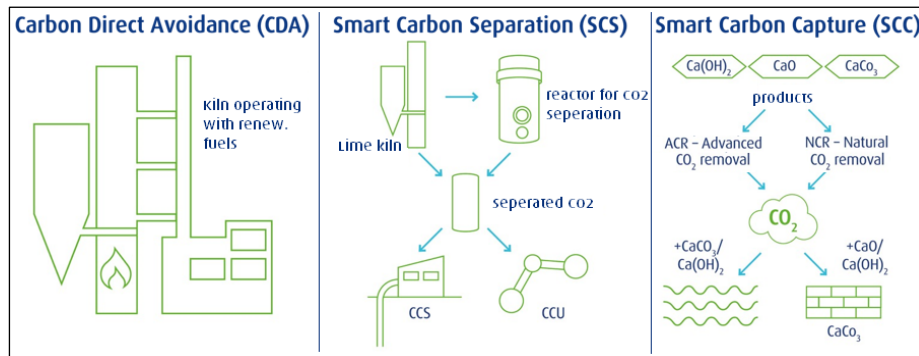 Carbon Direct Avoidance (CDA)
Kiln operating
with renew.
fuels
Smart Carbon Separation (SCS)
Lime kiln
reactor for CO2
seperation
seperated CO2
CCS
CCU
Smart Carbon Capture (SCC)
Ca(OH)₂
CaO
CaCo₃
products
ACR – Advanced
CO₂ removal
NCR – Natural
CO₂ removal
CO₂
+CaCO₃/
Ca(OH)₂
+CaO/
Ca(OH)₂
CaCo₃